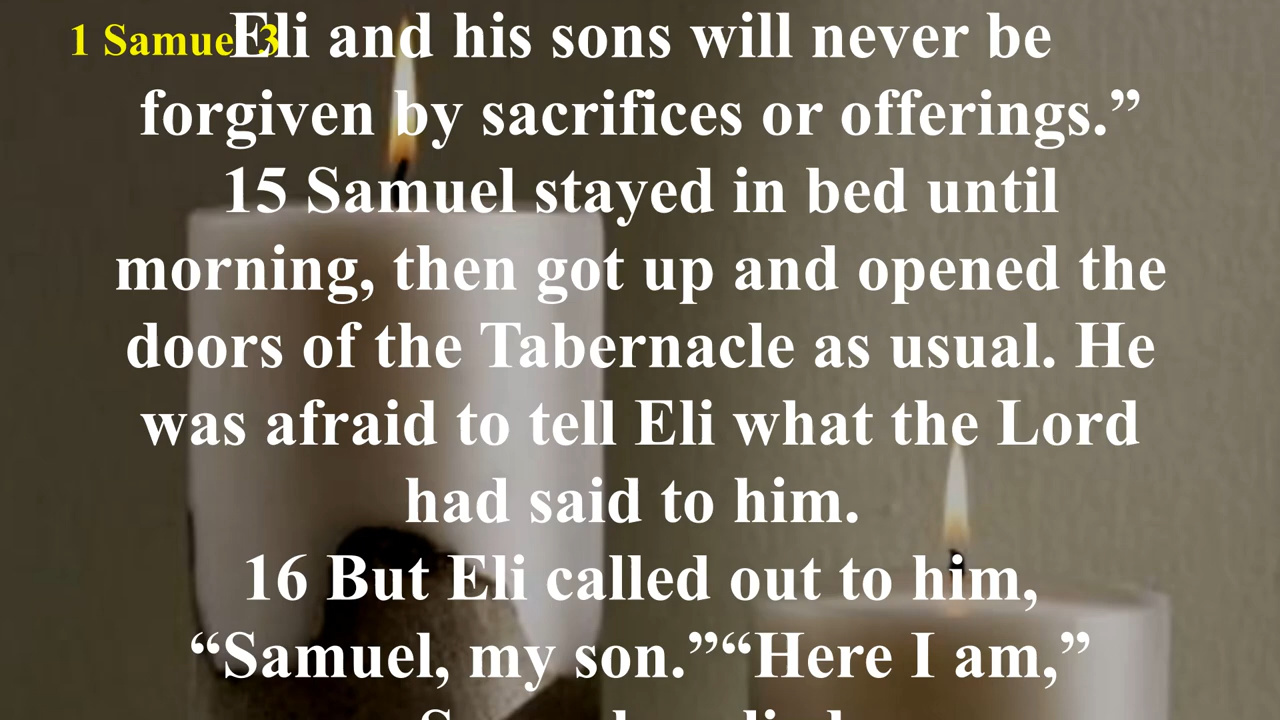 1 Samuel 3
Eli and his sons will never be
forgiven by sacrifices or offerings.”
15 Samuel stayed in bed until
morning, then got up and opened the
doors of the Tabernacle as usual. He
was afraid to tell Eli what the Lord
had said to him.
16 But Eli called out to him,
“Samuel, my son.”“Here I am,”